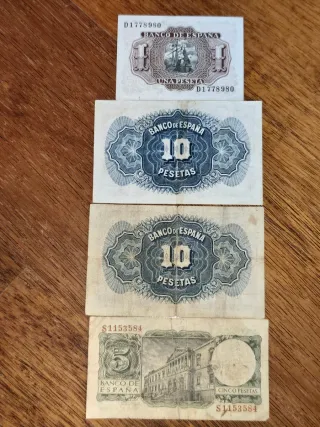 D1778980
BANCO DE ESPAÑA
1 1
UNA PESETA
D1778980
BANCO DE ESPAÑA
10
PESETAS
BANCO DE ESPAÑA
10
PESETAS
S1153584
5
BANCO DE
ESPAÑA
CINCO PESETAS
S1153584